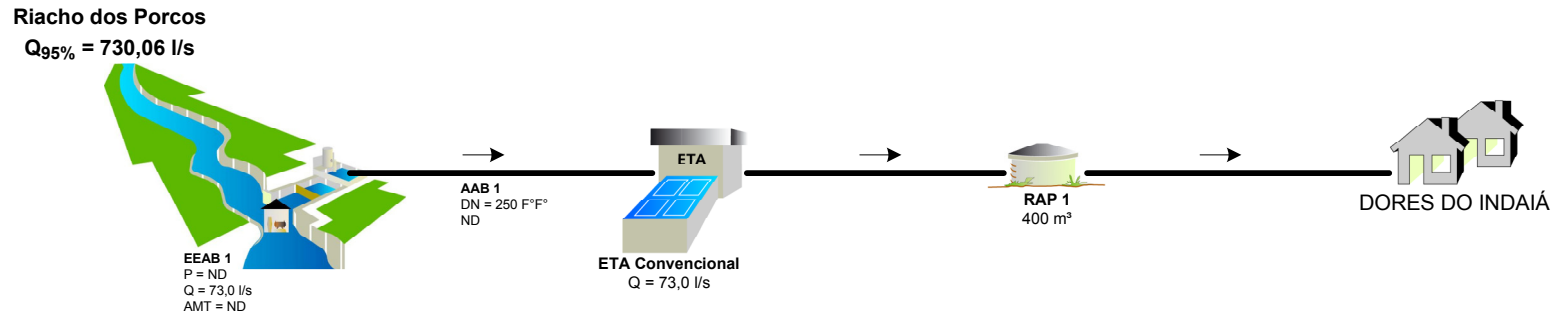 Riacho dos Porcos
Q95% = 730,06 l/s
EEAB 1
P = ND
Q = 73,0 l/s
AMT = ND
AAB 1
DN = 250 F°F°
ND
ETA
ETA Convencional
Q = 73,0 l/s
RAP 1
400 m³
DORES DO INDAIÁ